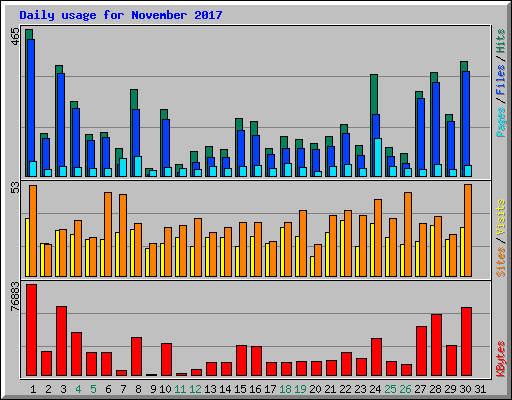 Daily usage for November 2017
465
Pages / Files / Hits
53
Sites / Visits
76883
KBytes
1 2 3 4 5 6 7 8 9 10 11 12 13 14 15 16 17 18 19 20 21 22 23 24 25 26 27 28 29 30 31